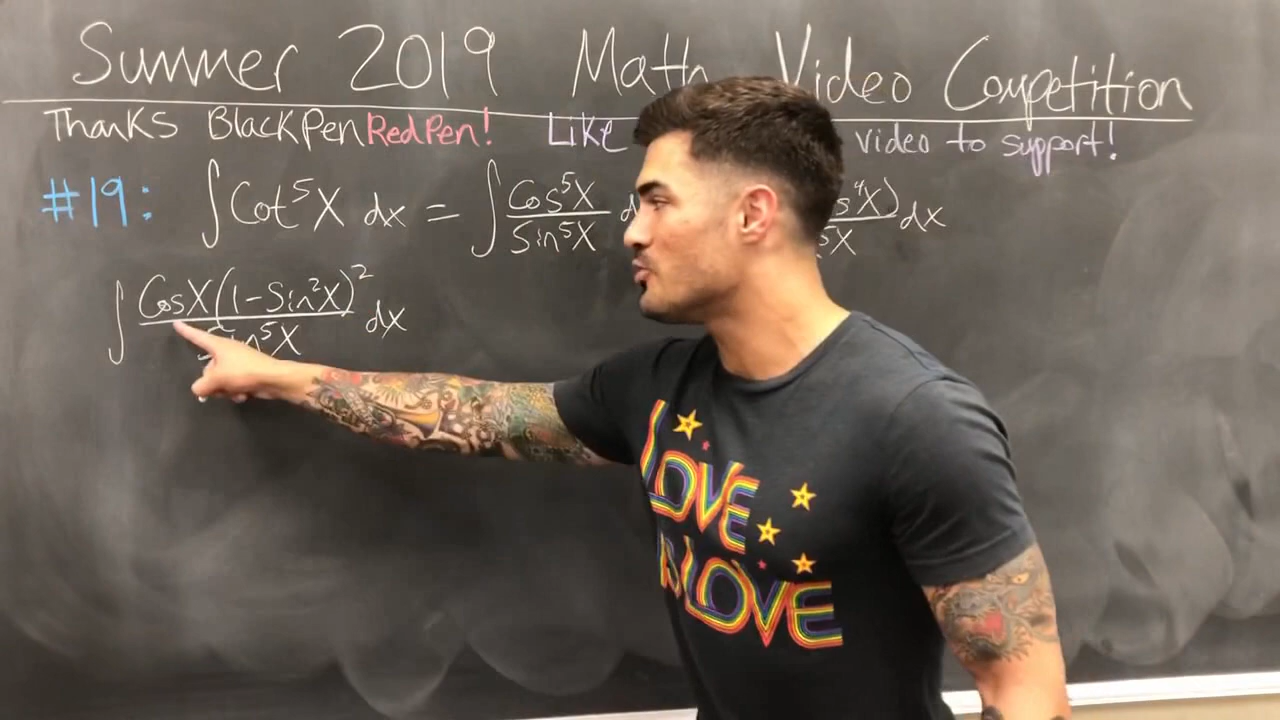 Summer 2019 Math Video Competition
Thanks BlackPenRedPen! Like video to support!
#19: ∫Cot⁵X dx = ∫ Cos⁵X / Sin⁵X
⁴X) dx
∫ CosX(1-Sin²X)² / Sin⁵X dx
LOVE
LOVE